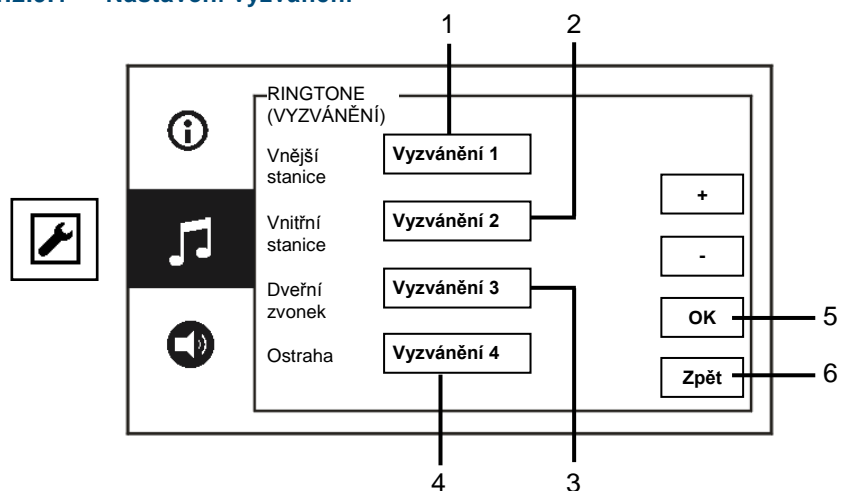 Nastavení vyzvánění
1 2
RINGTONE
(VYZVÁNĚNÍ)
Vnější
stanice
Vyzvánění 1
Vnitřní
stanice
Vyzvánění 2
Dveřní
zvonek
Vyzvánění 3
Ostraha
Vyzvánění 4
+
-
OK
5
Zpět
6
4 3